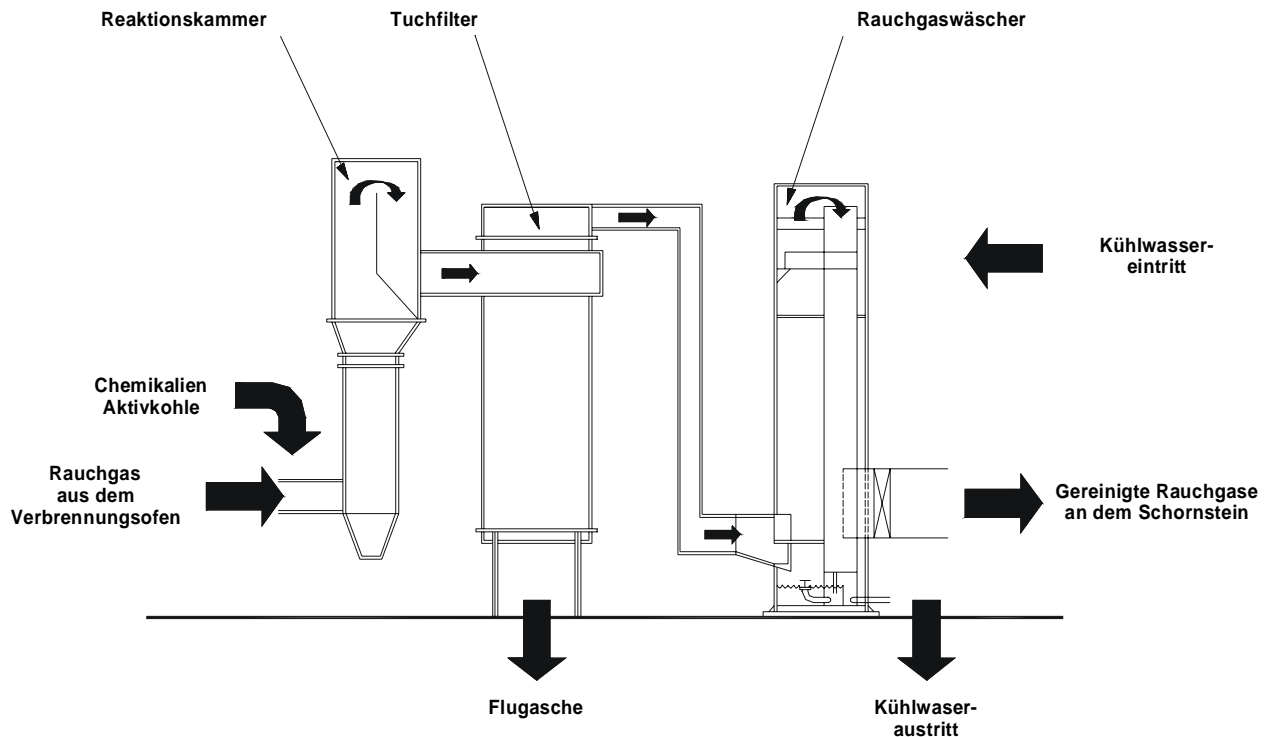 Reaktionskammer
Tuchfilter
Rauchgaswäscher
Kühlwasser-
eintritt
Chemikalien
Aktivkohle
Rauchgas
aus dem
Verbrennungsofen
Gereinigte Rauchgase
an dem Schornstein
Flugasche
Kühlwaser-
austritt